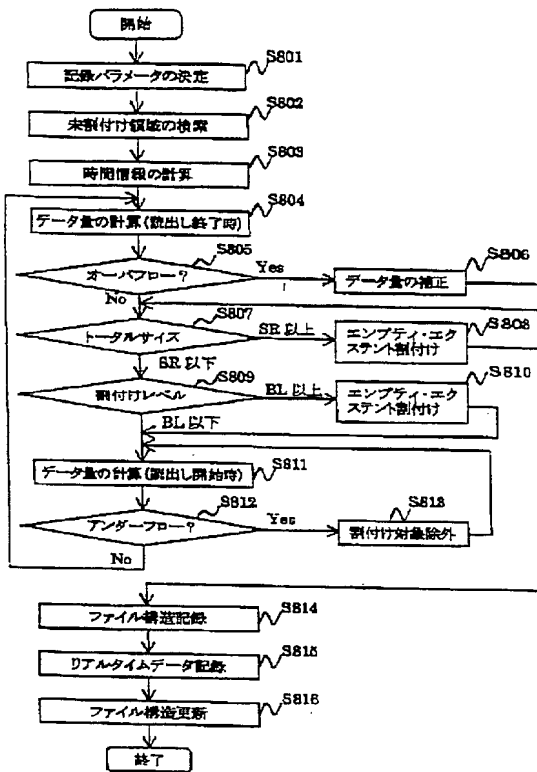 開始
S801
記録パラメータの決定
S802
未割付け領域の検索
S803
時間情報の計算
S804
データ量の計算(読出し終了時)
S805
オーバフロー?
Yes
S806
データ量の補正
No
S807
トータルサイズ
SR以上
S808
エンプティ・エク
ステント割付け
SR以下
S809
割付けレベル
BL以上
S810
エンプティ・エク
ステント割付け
BL以下
S811
データ量の計算(読出し開始時)
S812
アンダーフロー?
Yes
S813
割付け対象除外
No
S814
ファイル構造記録
S815
リアルタイムデータ記録
S816
ファイル構造更新
終了